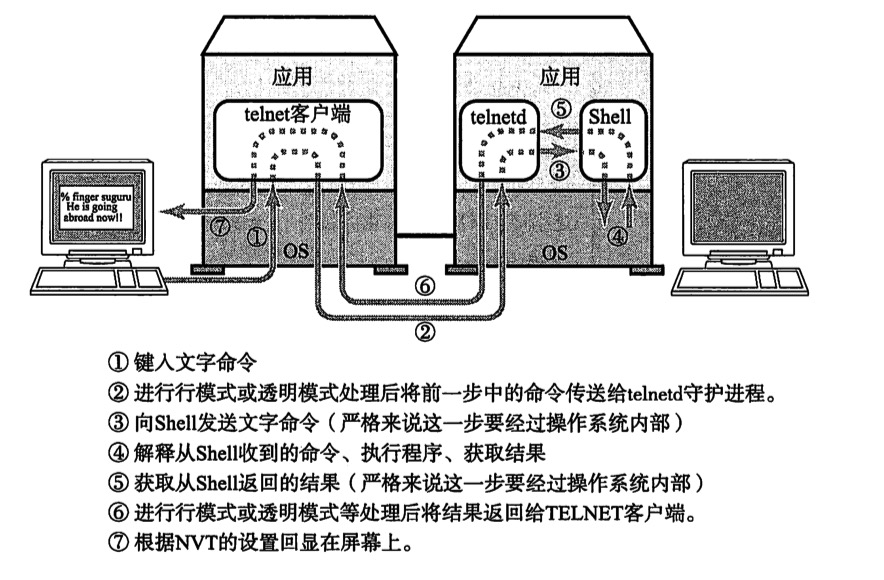 应用
应用
telnet客户端
telnetd
⑤
Shell
③
% finger suguru
He is going
abroad now!!
⑦
①
OS
④
OS
⑥
②
① 键入文字命令
② 进行行模式或透明模式处理后将前一步中的命令传送给telnetd守护进程。
③ 向Shell发送文字命令（严格来说这一步要经过操作系统内部）
④ 解释从Shell收到的命令、执行程序、获取结果
⑤ 获取从Shell返回的结果（严格来说这一步要经过操作系统内部）
⑥ 进行行模式或透明模式等处理后将结果返回给TELNET客户端。
⑦ 根据NVT的设置回显在屏幕上。